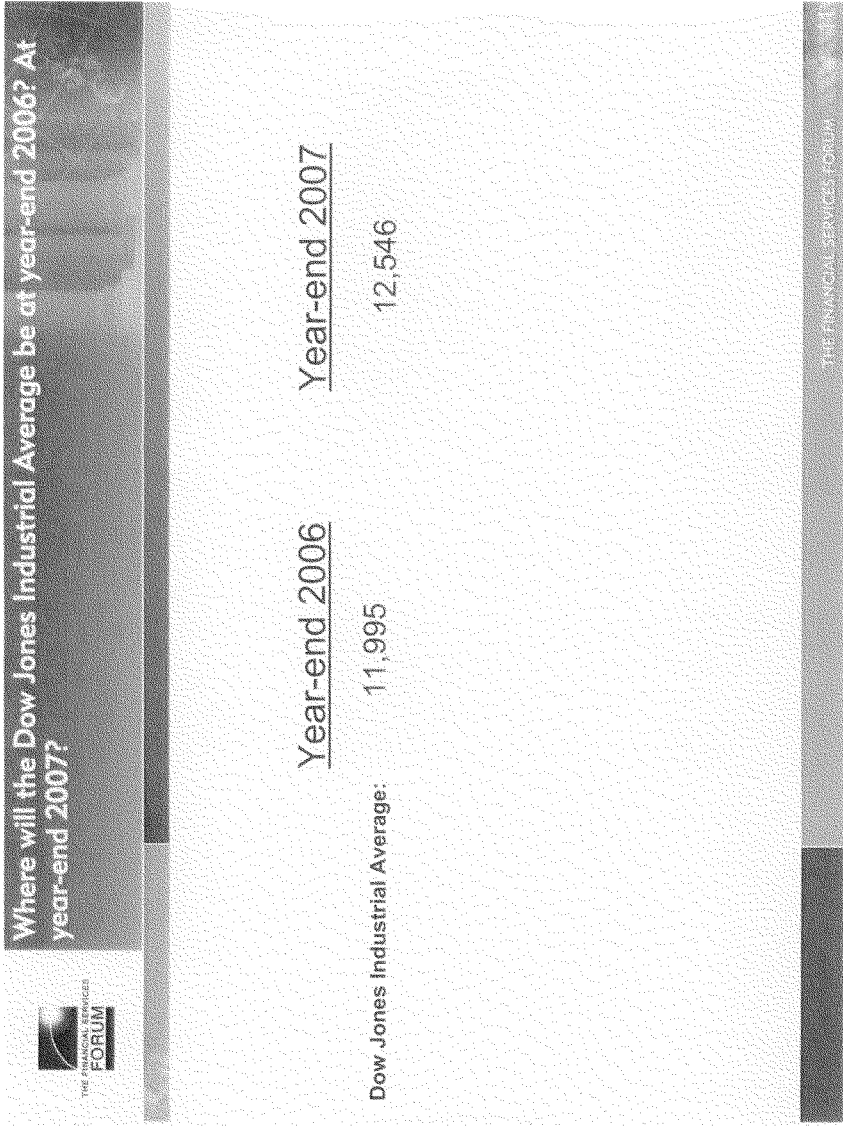 THE FINANCIAL SERVICES
FORUM
Where will the Dow Jones Industrial Average be at year-end 2006? At
year-end 2007?
Year-end 2006
Year-end 2007
Dow Jones Industrial Average:
11,995
12,546
THE FINANCIAL SERVICES FORUM